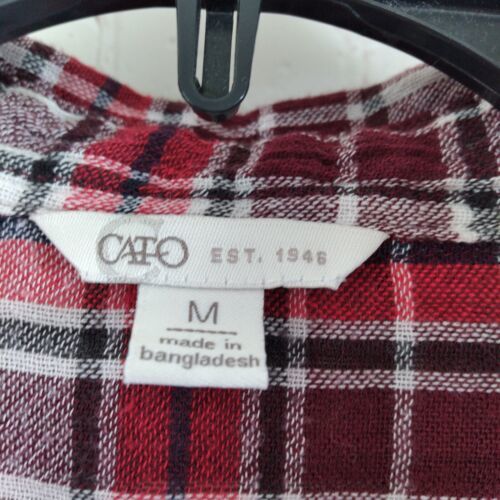 CATO EST. 1946
M
made in
bangladesh